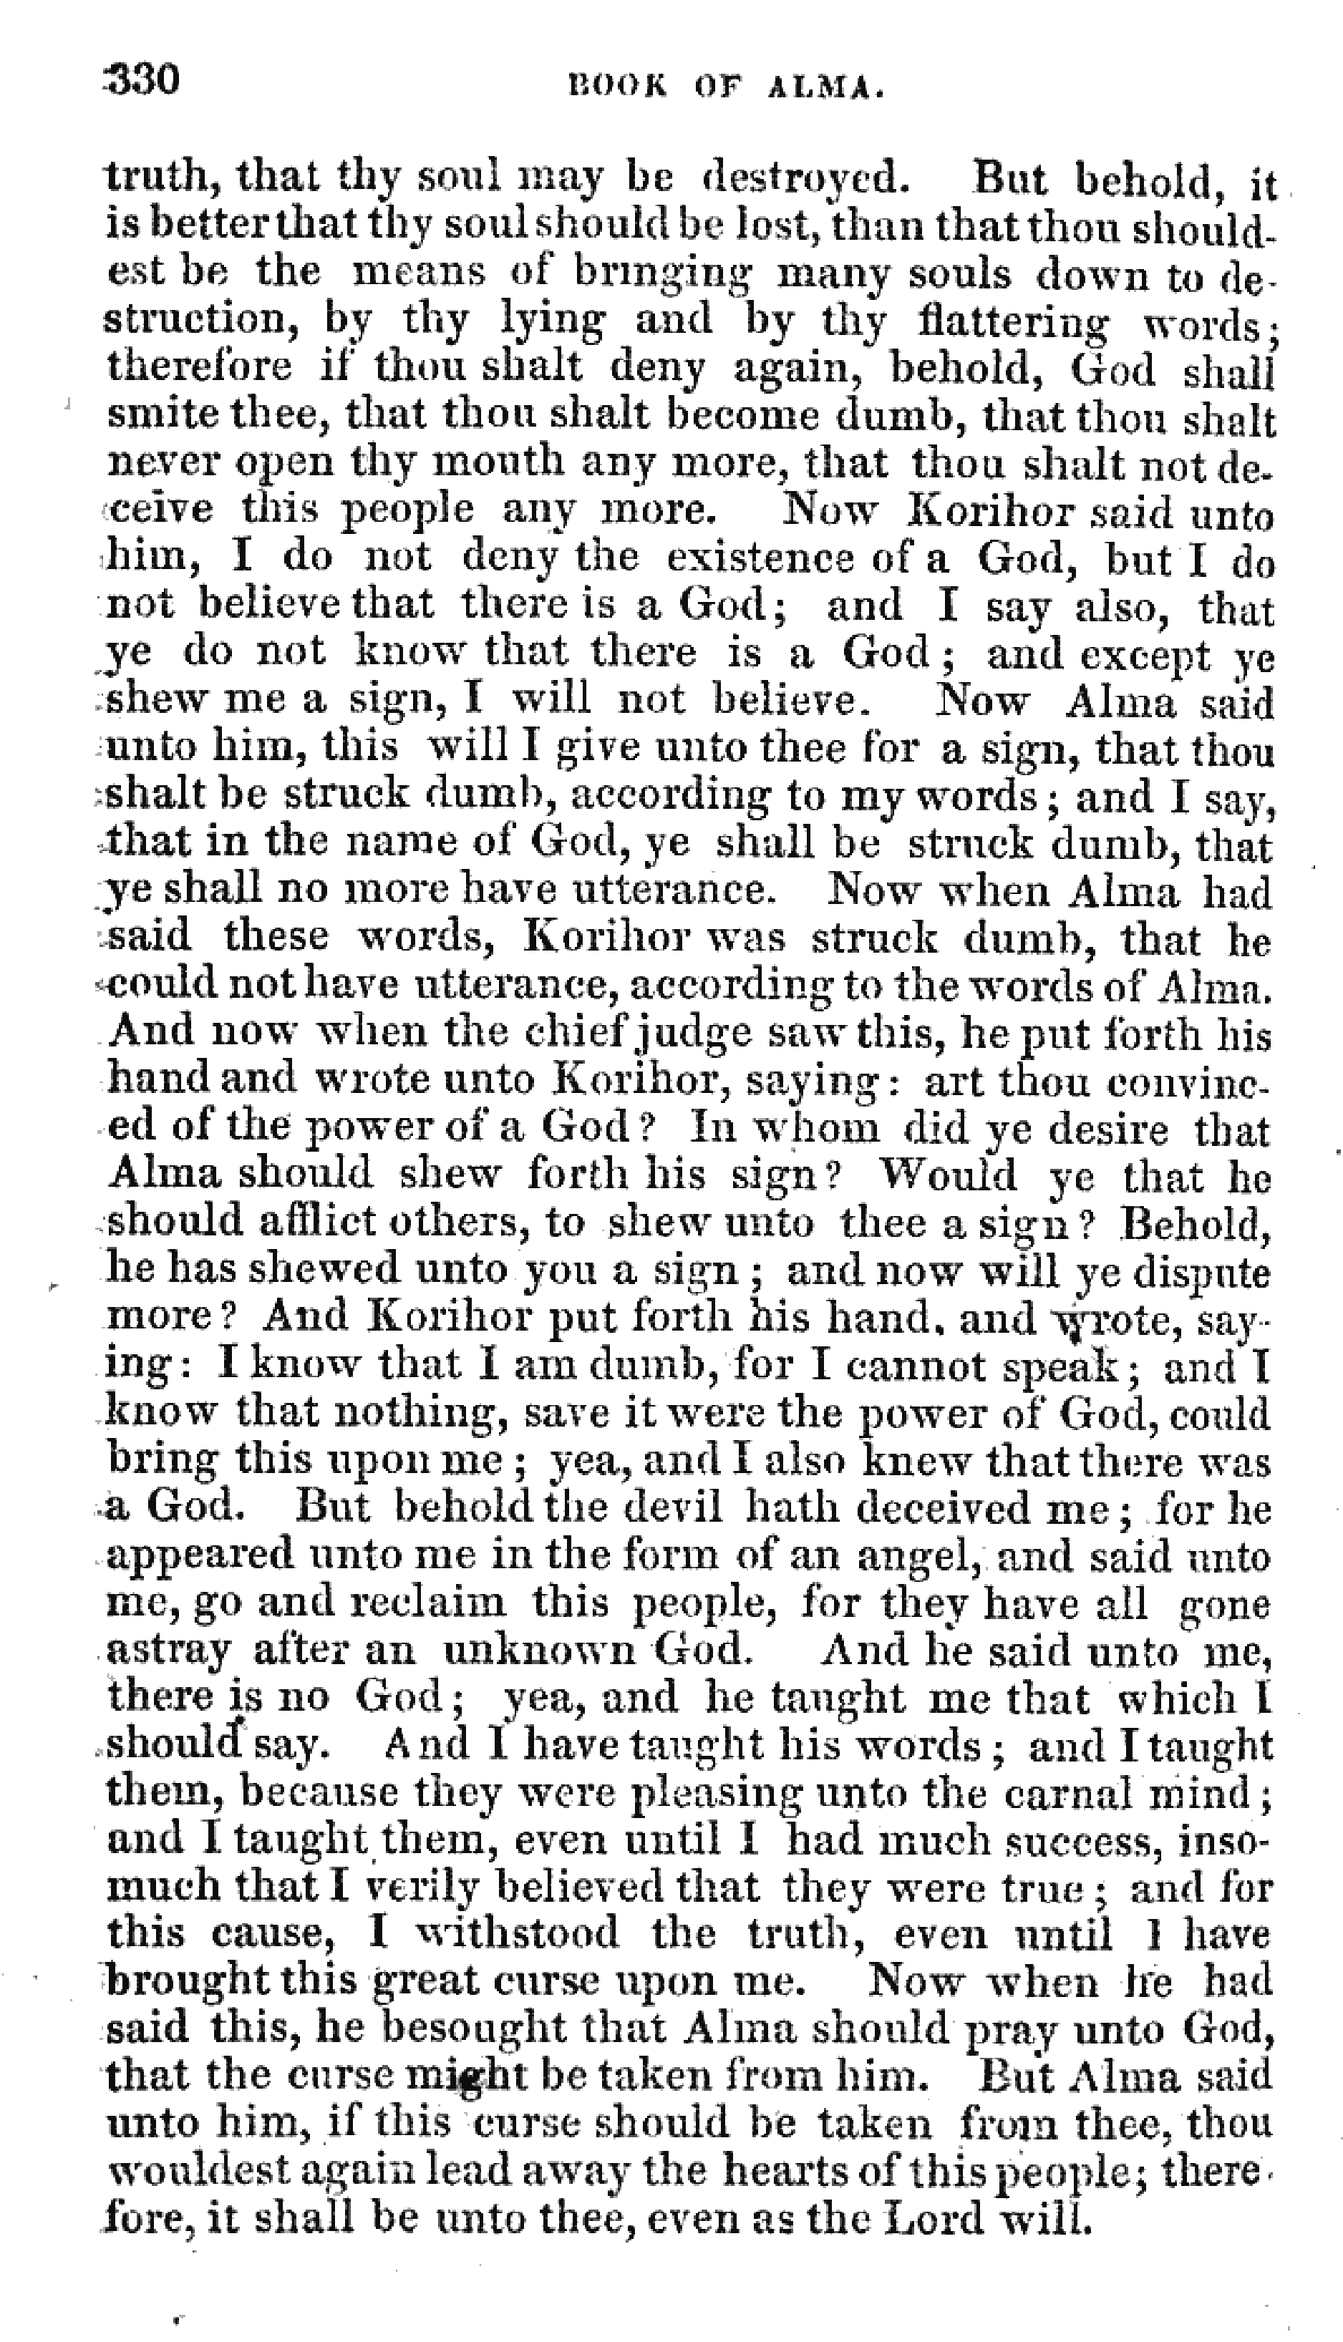 330 BOOK OF ALMA.
truth, that thy soul may be destroyed. But behold, it
is better that thy soul should be lost, than that thou should-
est be the means of bringing many souls down to de-
struction, by thy lying and by thy flattering words;
therefore if thou shalt deny again, behold, God shall
smite thee, that thou shalt become dumb, that thou shalt
never open thy mouth any more, that thou shalt not de-
ceive this people any more. Now Korihor said unto
him, I do not deny the existence of a God, but I do
not believe that there is a God; and I say also, that
ye do not know that there is a God; and except ye
shew me a sign, I will not believe. Now Alma said
unto him, this will I give unto thee for a sign, that thou
shalt be struck dumb, according to my words; and I say,
that in the name of God, ye shall be struck dumb, that
ye shall no more have utterance. Now when Alma had
said these words, Korihor was struck dumb, that he
could not have utterance, according to the words of Alma.
And now when the chief judge saw this, he put forth his
hand and wrote unto Korihor, saying: art thou convinc-
ed of the power of a God? In whom did ye desire that
Alma should shew forth his sign? Would ye that he
should afflict others, to shew unto thee a sign? Behold,
he has shewed unto you a sign; and now will ye dispute
more? And Korihor put forth his hand, and wrote, say-
ing: I know that I am dumb, for I cannot speak; and I
know that nothing, save it were the power of God, could
bring this upon me; yea, and I also knew that there was
a God. But behold the devil hath deceived me; for he
appeared unto me in the form of an angel, and said unto
me, go and reclaim this people, for they have all gone
astray after an unknown God. And he said unto me,
there is no God; yea, and he taught me that which I
should say. And I have taught his words; and I taught
them, because they were pleasing unto the carnal mind;
and I taught them, even until I had much success, inso-
much that I verily believed that they were true; and for
this cause, I withstood the truth, even until I have
brought this great curse upon me. Now when he had
said this, he besought that Alma should pray unto God,
that the curse might be taken from him. But Alma said
unto him, if this curse should be taken from thee, thou
wouldest again lead away the hearts of this people; there-
fore, it shall be unto thee, even as the Lord will.